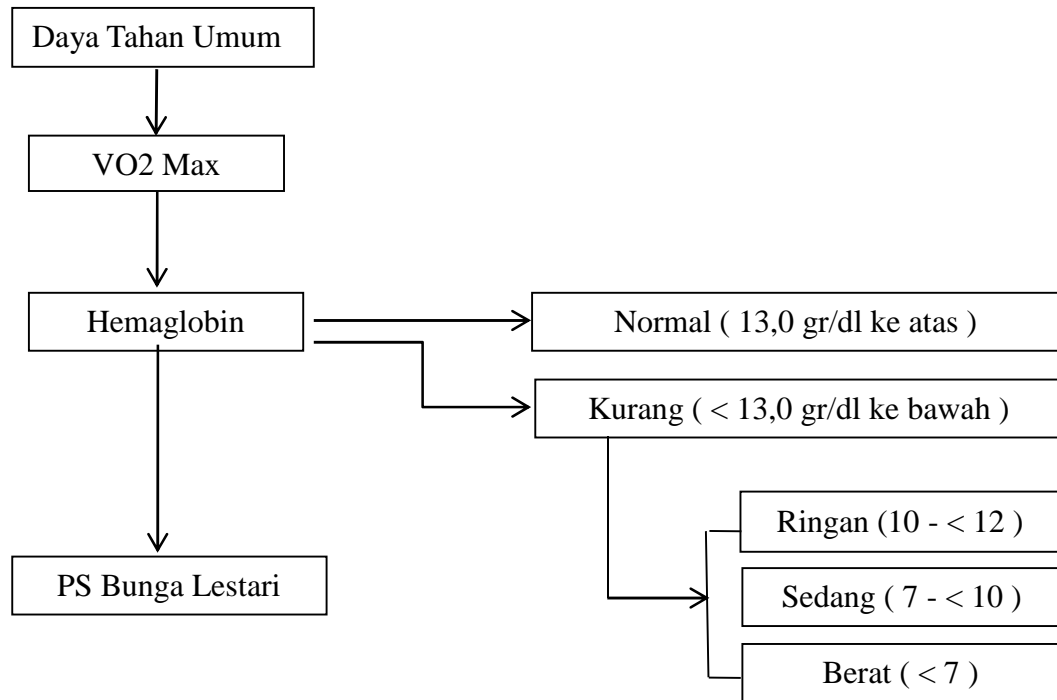 Daya Tahan Umum
VO2 Max
Hemaglobin
Normal ( 13,0 gr/dl ke atas )
Kurang ( < 13,0 gr/dl ke bawah )
Ringan (10 - < 12 )
PS Bunga Lestari
Sedang ( 7 - < 10 )
Berat ( < 7 )